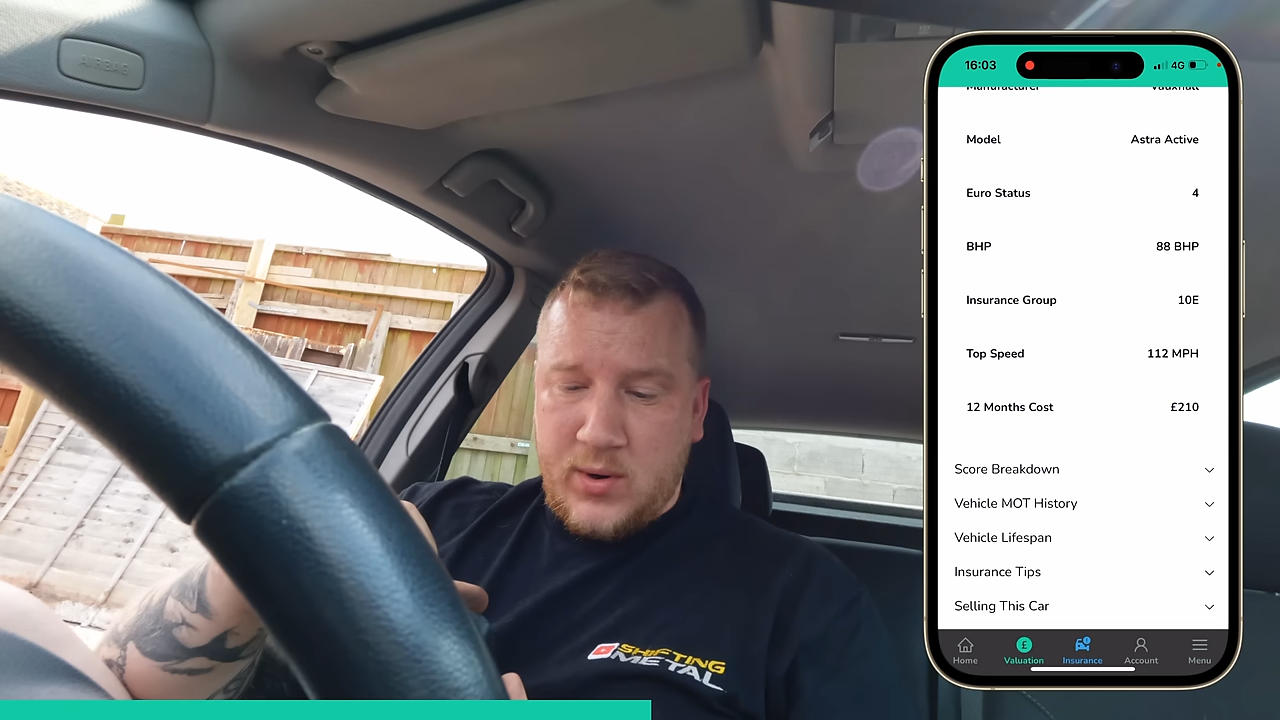 AIRBAG
SHIFTING
METAL
16:03
4G
Manufacturer Vauxhall
Model Astra Active
Euro Status 4
BHP 88 BHP
Insurance Group 10E
Top Speed 112 MPH
12 Months Cost £210
Score Breakdown
Vehicle MOT History
Vehicle Lifespan
Insurance Tips
Selling This Car
£
Home Valuation Insurance Account Menu